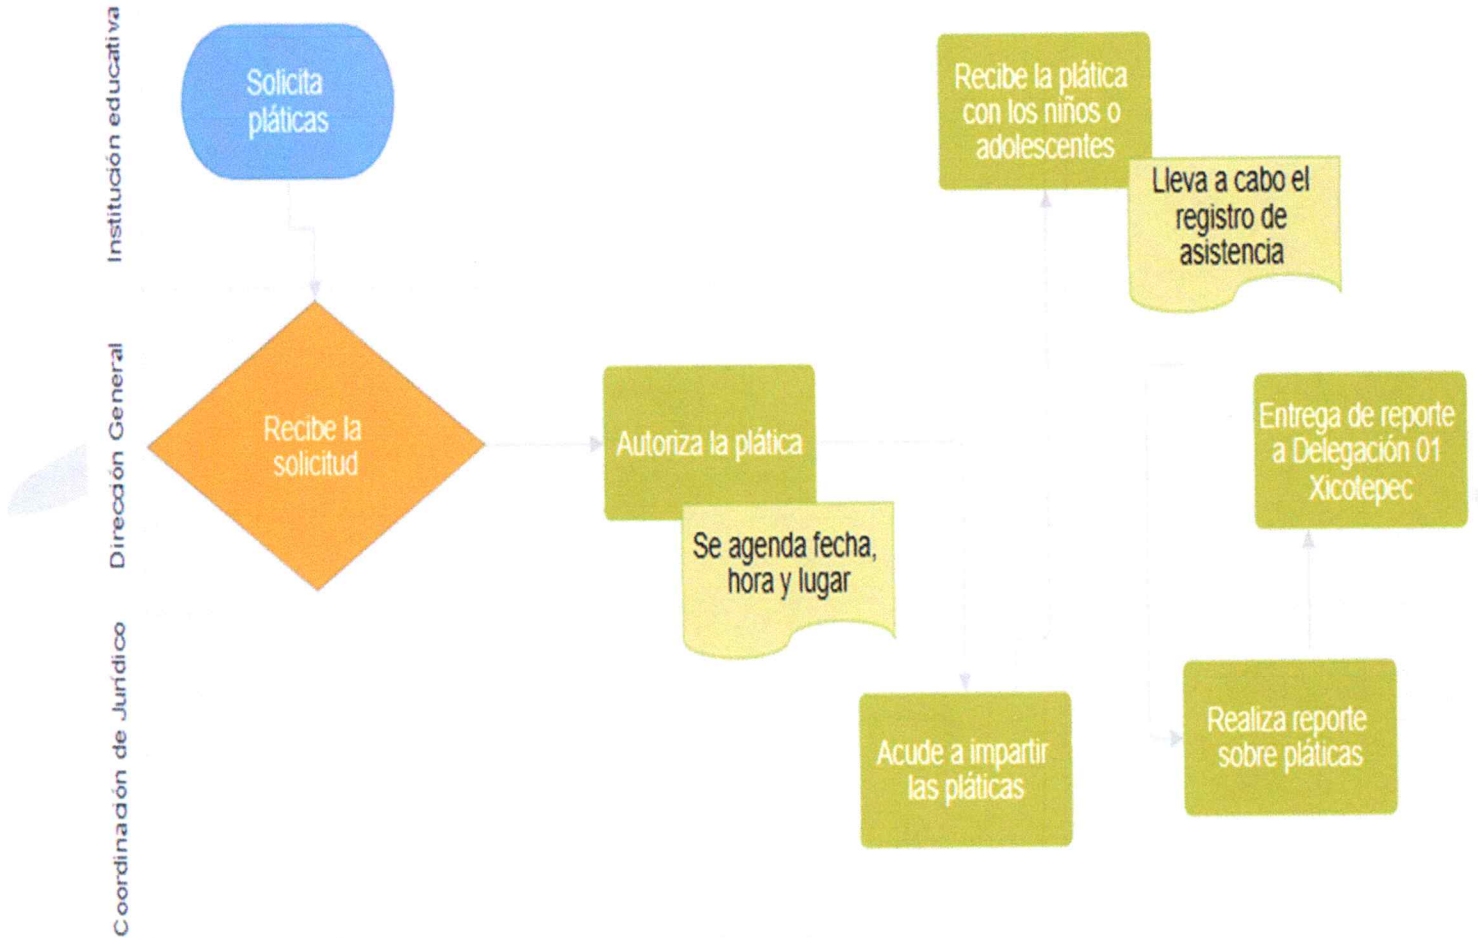 Institución educativa
Solicita
pláticas
Recibe la plática
con los niños o
adolescentes
Lleva a cabo el
registro de
asistencia
Dirección General
Recibe la
solicitud
Autoriza la plática
Se agenda fecha,
hora y lugar
Entrega de reporte
a Delegación 01
Xicotepec
Coordinación de Jurídico
Acude a impartir
las pláticas
Realiza reporte
sobre pláticas